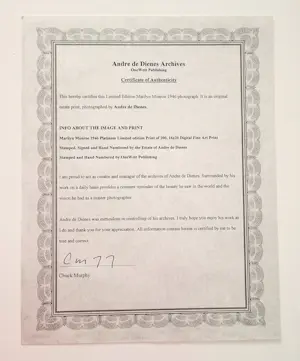 Andre de Dienes Archives
OneWest Publishing
Certificate of Authenticity
This hereby certifies that Limited Edition Marilyn Monroe 1946 photograph. It is an original
estate print, photographed by Andre de Dienes.
INFO ABOUT THE IMAGE AND PRINT
Marilyn Monroe 1946 Platinum Limited edition Print of 200, 16x20 Digital Fine Art Print
Stamped, Signed and Hand Numbered by the Estate of Andre de Dienes
Stamped and Hand Numbered by OneWest Publishing
I am proud to act as curator and manager of the archives of Andre de Dienes. Surrounded by his
work on a daily basis provides a constant reminder of the beauty he saw in the world and the
vision he had as a master photographer.
Andre de Dienes was meticulous in controlling of his archives. I truly hope you enjoy his work as
I do and thank you for your appreciation. All information contain herein is certified by me to be
true and correct.
Chuck Murphy